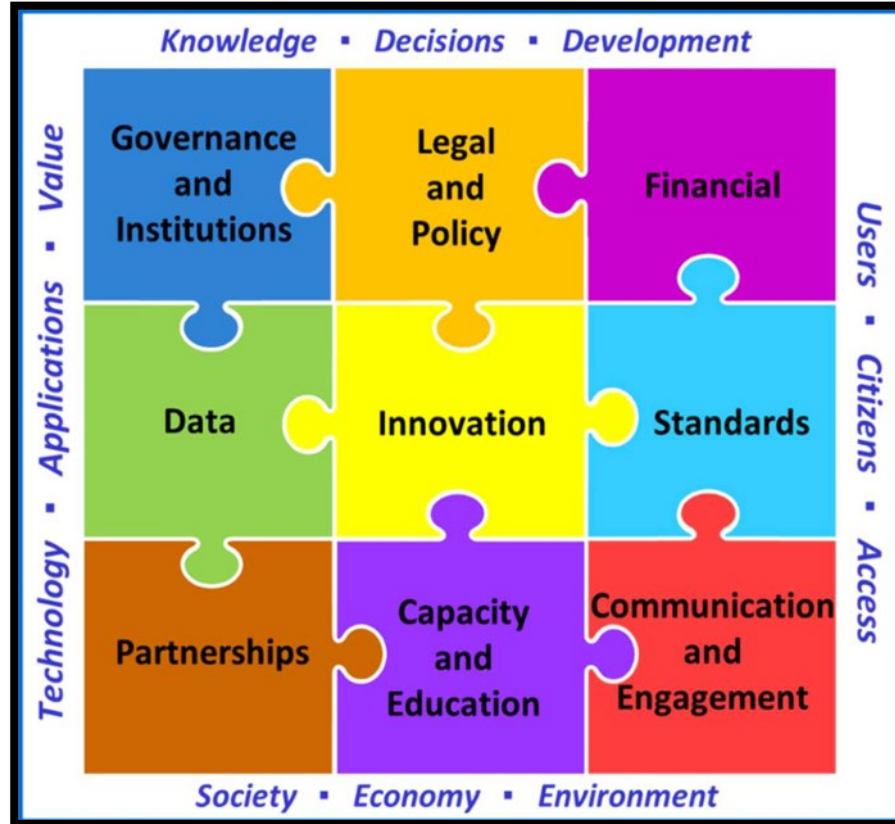 Knowledge ▪ Decisions ▪ Development
Technology ▪ Applications ▪ Value
Governance
and
Institutions
Legal
and
Policy
Financial
Data
Innovation
Standards
Partnerships
Capacity
and
Education
Communication
and
Engagement
Users ▪ Citizens ▪ Access
Society ▪ Economy ▪ Environment